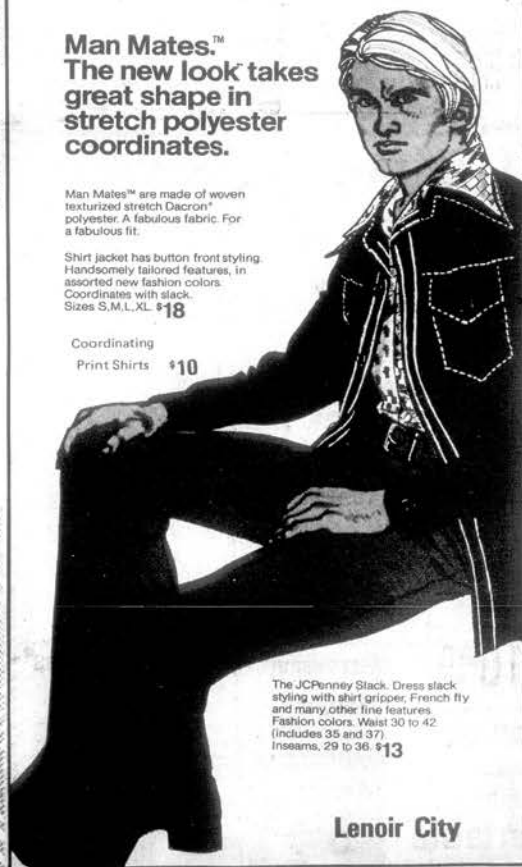 Man Mates.™
The new look takes
great shape in
stretch polyester
coordinates.
Man Mates™ are made of woven
texturized stretch Dacron®
polyester. A fabulous fabric. For
a fabulous fit.
Shirt jacket has button front styling.
Handsomely tailored features, in
assorted new fashion colors.
Coordinates with slack.
Sizes S,M,L,XL. $18
Coordinating
Print Shirts $10
The JCPenney Slack. Dress slack
styling with shirt gripper, French fly
and many other fine features.
Fashion colors. Waist 30 to 42
(includes 35 and 37).
Inseams, 29 to 36. $13
Lenoir City